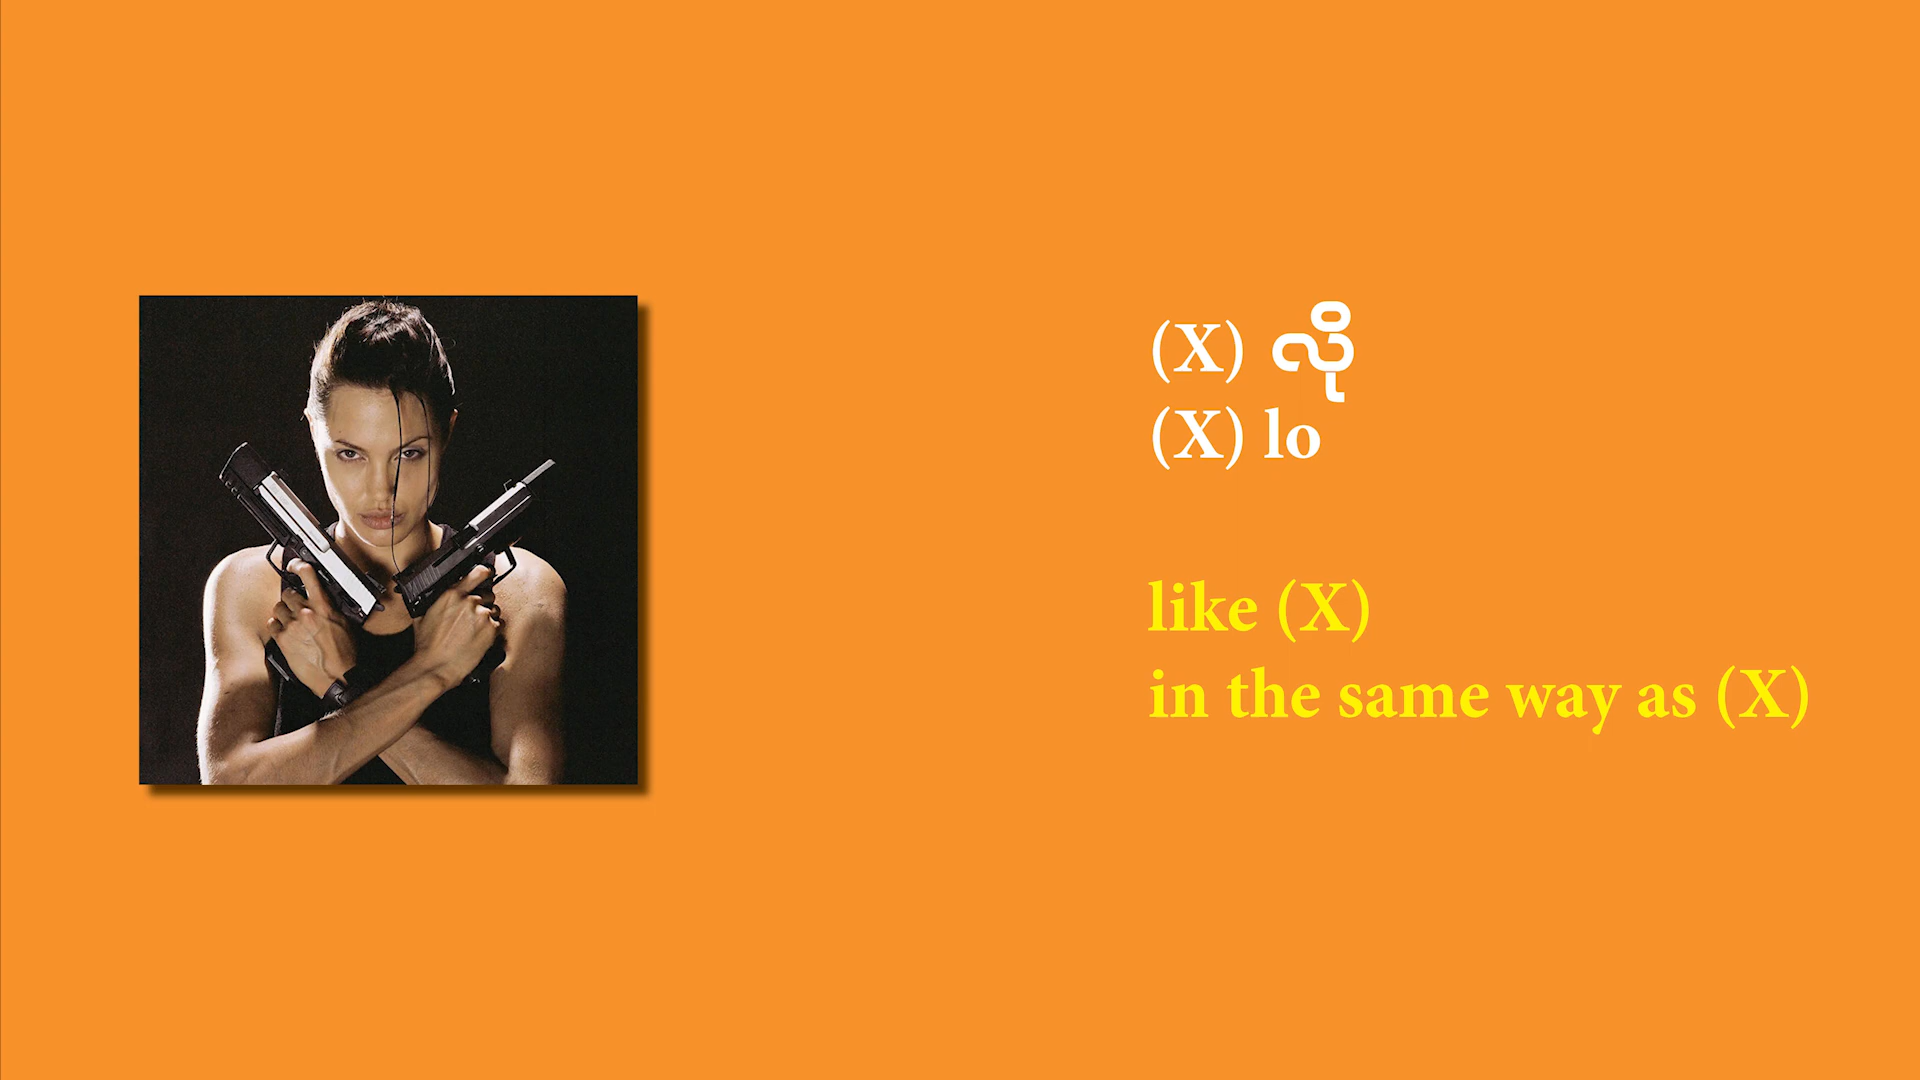 (X) လို
(X) lo
like (X)
in the same way as (X)